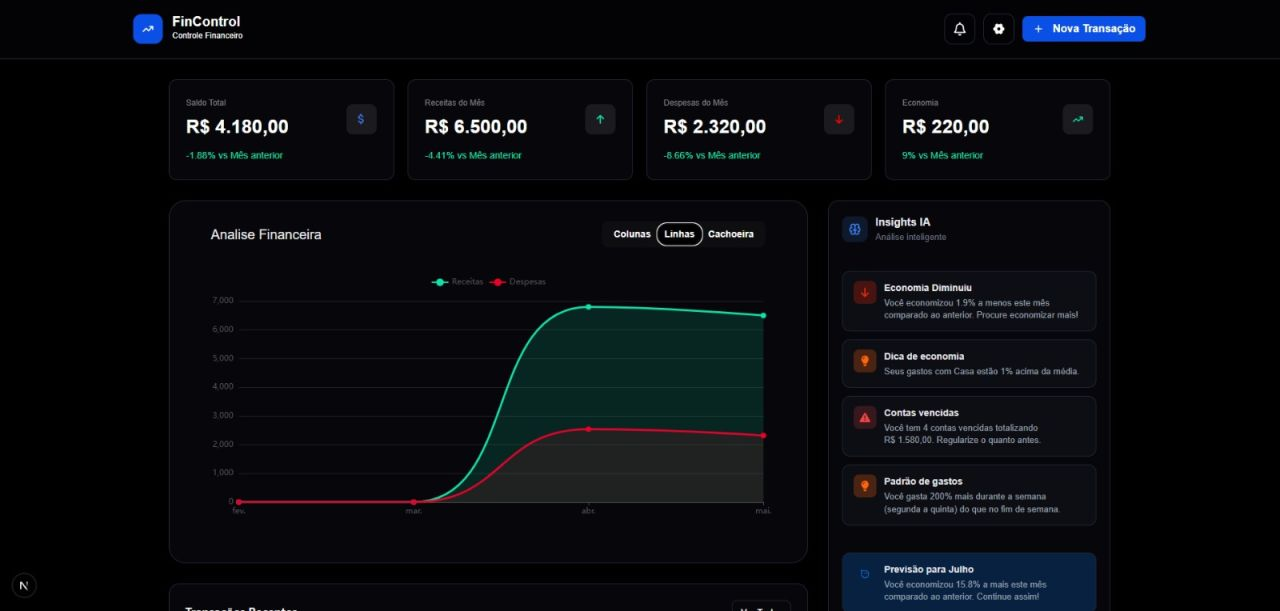 FinControl
Controle Financeiro
Nova Transação
Saldo Total
R$ 4.180,00
-1.88% vs Mês anterior
Receitas do Mês
R$ 6.500,00
-4.41% vs Mês anterior
Despesas do Mês
R$ 2.320,00
-8.66% vs Mês anterior
Economia
R$ 220,00
9% vs Mês anterior
Analise Financeira
Colunas Linhas Cachoeira
Receitas Despesas
7,000
6,000
5,000
4,000
3,000
2,000
1,000
0
fev. mar. abr. mai.
Insights IA
Análise inteligente
Economia Diminuiu
Você economizou 1.9% a menos este mês
comparado ao anterior. Procure economizar mais!
Dica de economia
Seus gastos com Casa estão 1% acima da média.
Contas vencidas
Você tem 4 contas vencidas totalizando
R$ 1.580,00. Regularize o quanto antes.
Padrão de gastos
Você gasta 200% mais durante a semana
(segunda a quinta) do que no fim de semana.
Previsão para Julho
Você economizou 15.8% a mais este mês
comparado ao anterior. Continue assim!
N
Transações Recentes